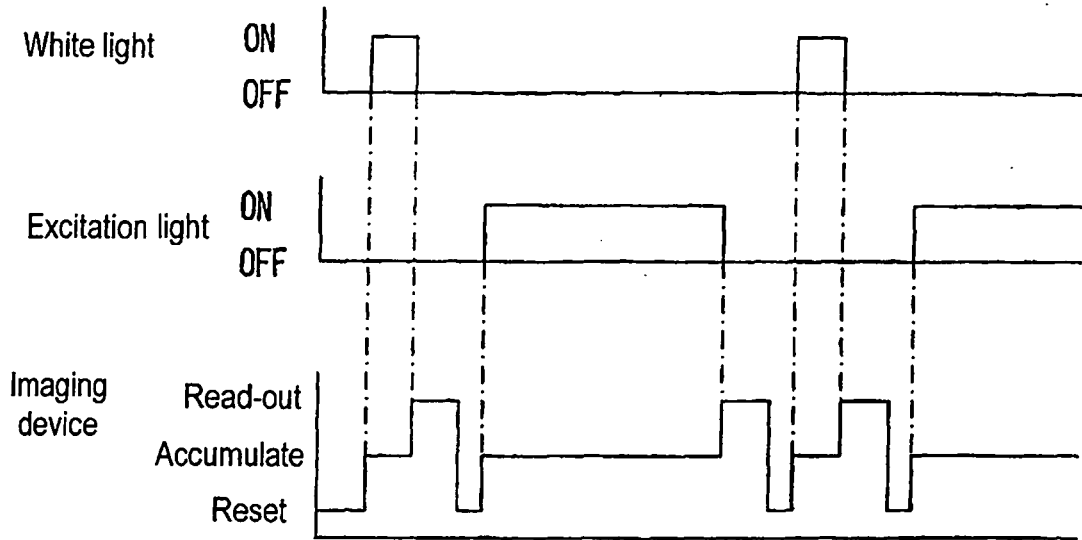 White light
ON
OFF
Excitation light
ON
OFF
Imaging
device
Read-out
Accumulate
Reset